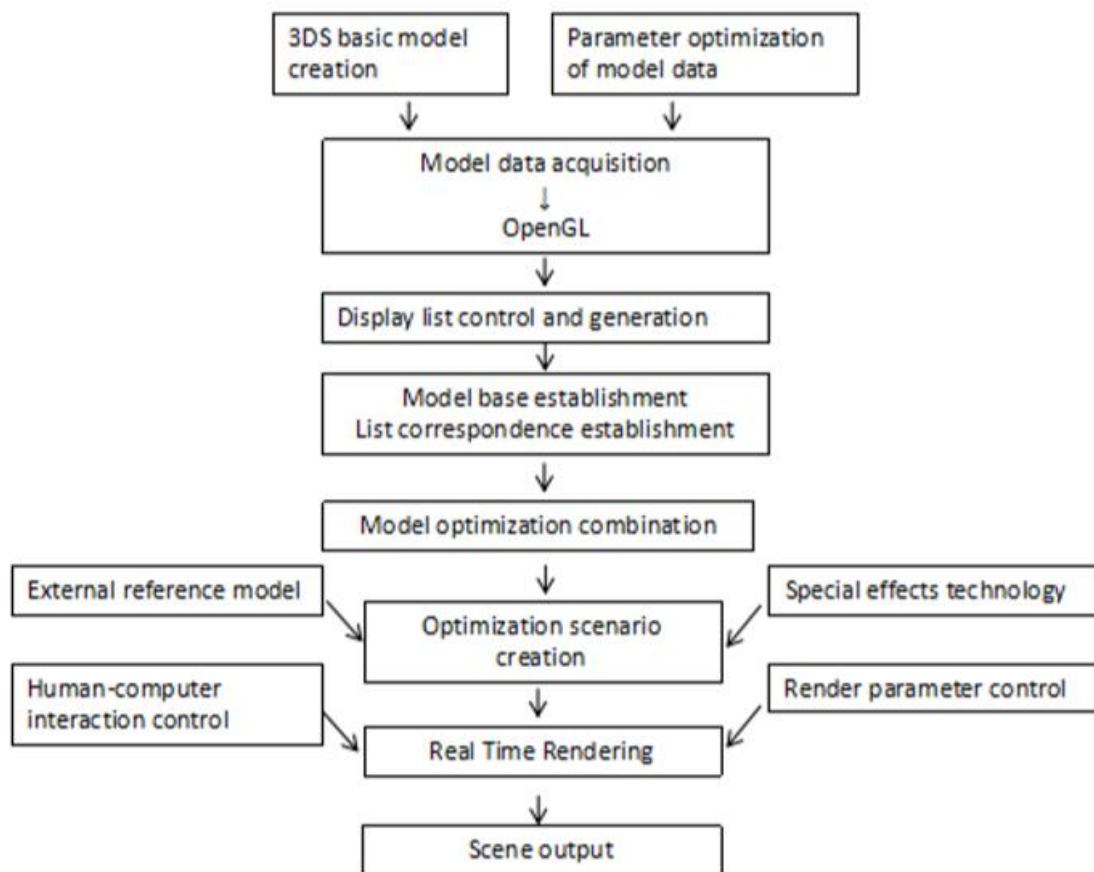 3DS basic model
creation
Parameter optimization
of model data
Model data acquisition
↓
OpenGL
Display list control and generation
Model base establishment
List correspondence establishment
Model optimization combination
External reference model
Special effects technology
Optimization scenario
creation
Human-computer
interaction control
Render parameter control
Real Time Rendering
Scene output